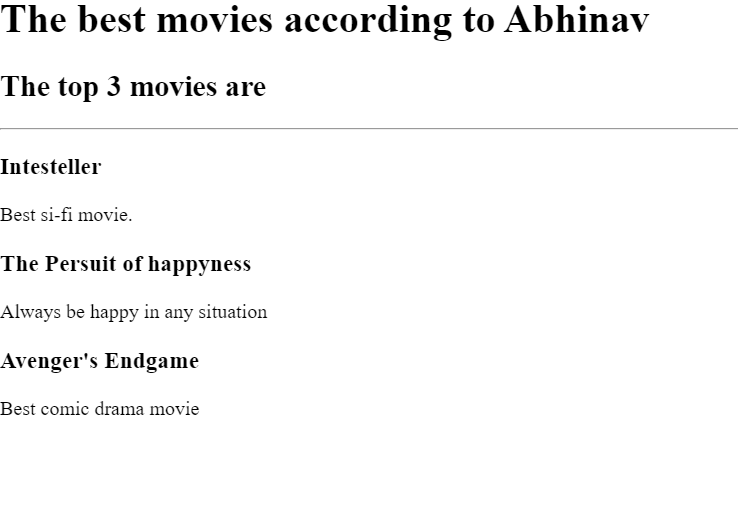 The best movies according to Abhinav
The top 3 movies are
Intesteller
Best si-fi movie.
The Persuit of happyness
Always be happy in any situation
Avenger's Endgame
Best comic drama movie